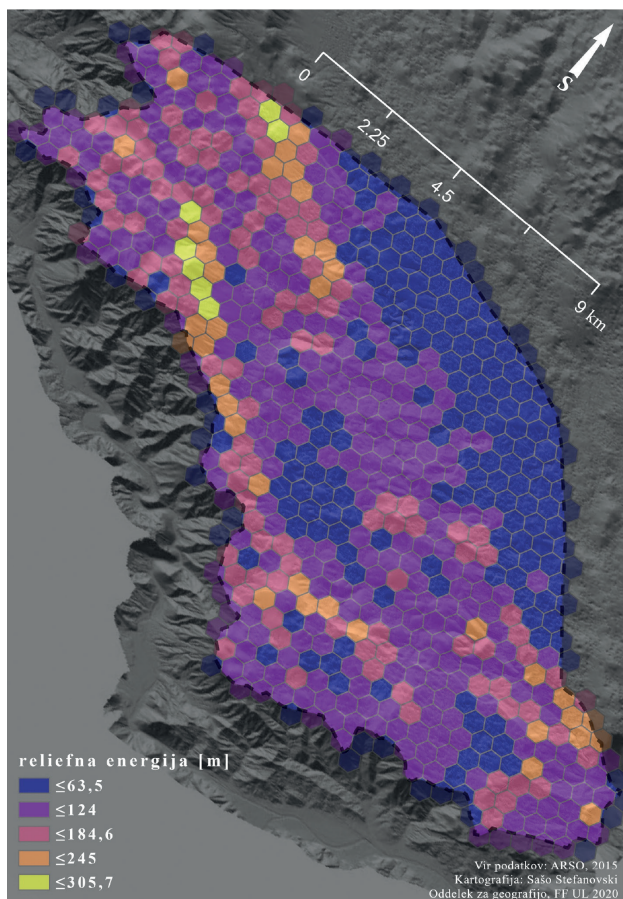 S
0
2.25
4.5
9 km
reliefna energija [m]
≤63,5
≤124
≤184,6
≤245
≤305,7
Vir podatkov: ARSO, 2015
Kartografija: Sašo Stefanovski
Oddelek za geografijo, FF UL 2020